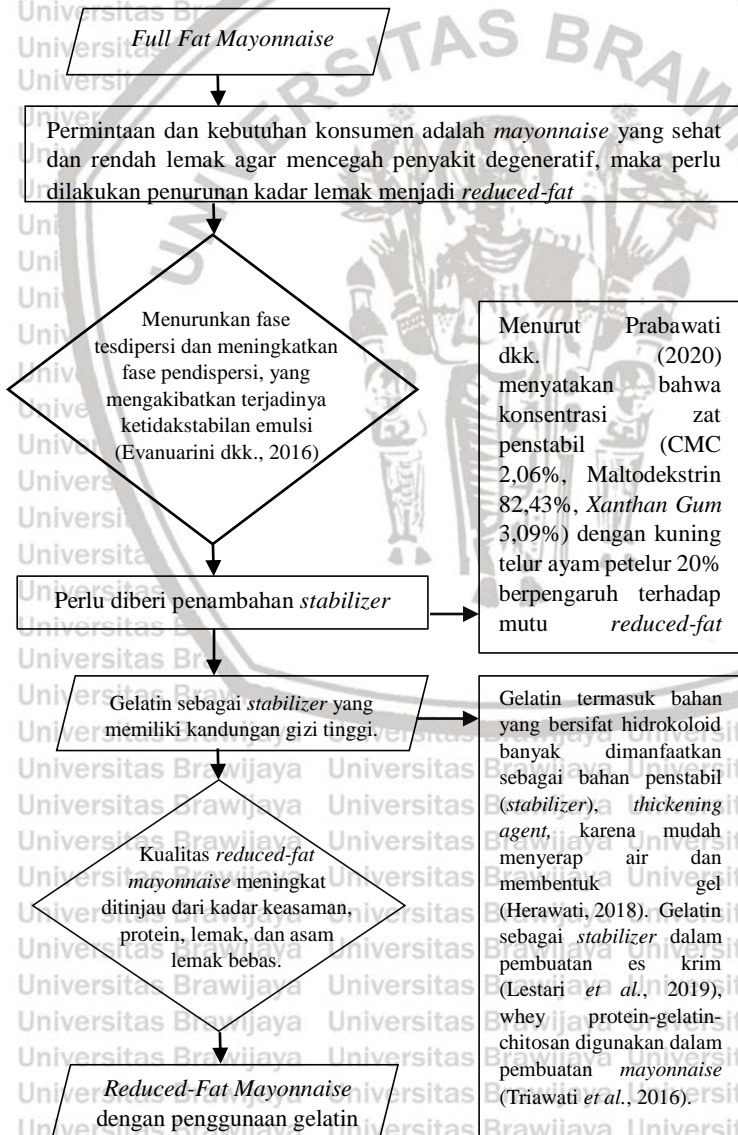 Full Fat Mayonnaise
Permintaan dan kebutuhan konsumen adalah mayonnaise yang sehat
dan rendah lemak agar mencegah penyakit degeneratif, maka perlu
dilakukan penurunan kadar lemak menjadi reduced-fat
Menurunkan fase
tesdipersi dan meningkatkan
fase pendispersi, yang
mengakibatkan terjadinya
ketidakstabilan emulsi
(Evanuarini dkk., 2016)
Menurut Prabawati
dkk. (2020)
menyatakan bahwa
konsentrasi zat
penstabil (CMC
2,06%, Maltodekstrin
82,43%, Xanthan Gum
3,09%) dengan kuning
telur ayam petelur 20%
berpengaruh terhadap
mutu reduced-fat
Perlu diberi penambahan stabilizer
Gelatin sebagai stabilizer yang
memiliki kandungan gizi tinggi.
Gelatin termasuk bahan
yang bersifat hidrokoloid
banyak dimanfaatkan
sebagai bahan penstabil
(stabilizer), thickening
agent, karena mudah
menyerap air dan
membentuk gel
(Herawati, 2018). Gelatin
sebagai stabilizer dalam
pembuatan es krim
(Lestari et al., 2019),
whey protein-gelatin-
chitosan digunakan dalam
pembuatan mayonnaise
(Triawati et al., 2016).
Kualitas reduced-fat
mayonnaise meningkat
ditinjau dari kadar keasaman,
protein, lemak, dan asam
lemak bebas.
Reduced-Fat Mayonnaise
dengan penggunaan gelatin